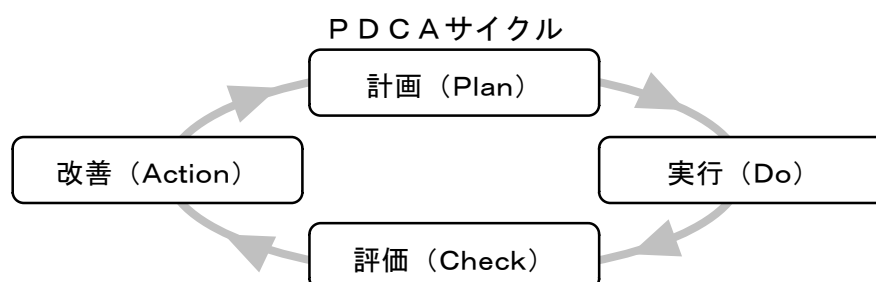 ＰＤＣＡサイクル
計画（Plan）
改善（Action）
実行（Do）
評価（Check）